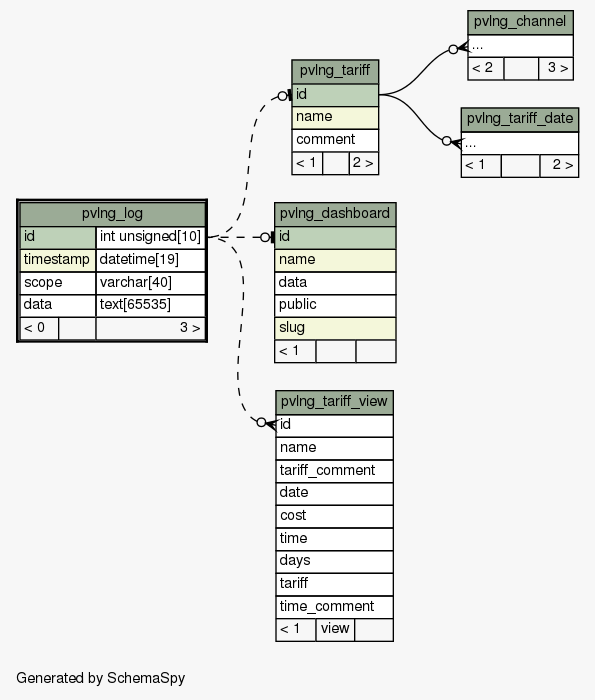 pvlng_channel
...
< 2 3 >
pvlng_tariff
id
name
comment
< 1 2 >
pvlng_tariff_date
...
< 1 2 >
pvlng_log
id int unsigned[10]
timestamp datetime[19]
scope varchar[40]
data text[65535]
< 0 3 >
pvlng_dashboard
id
name
data
public
slug
< 1
pvlng_tariff_view
id
name
tariff_comment
date
cost
time
days
tariff
time_comment
< 1 view
Generated by SchemaSpy